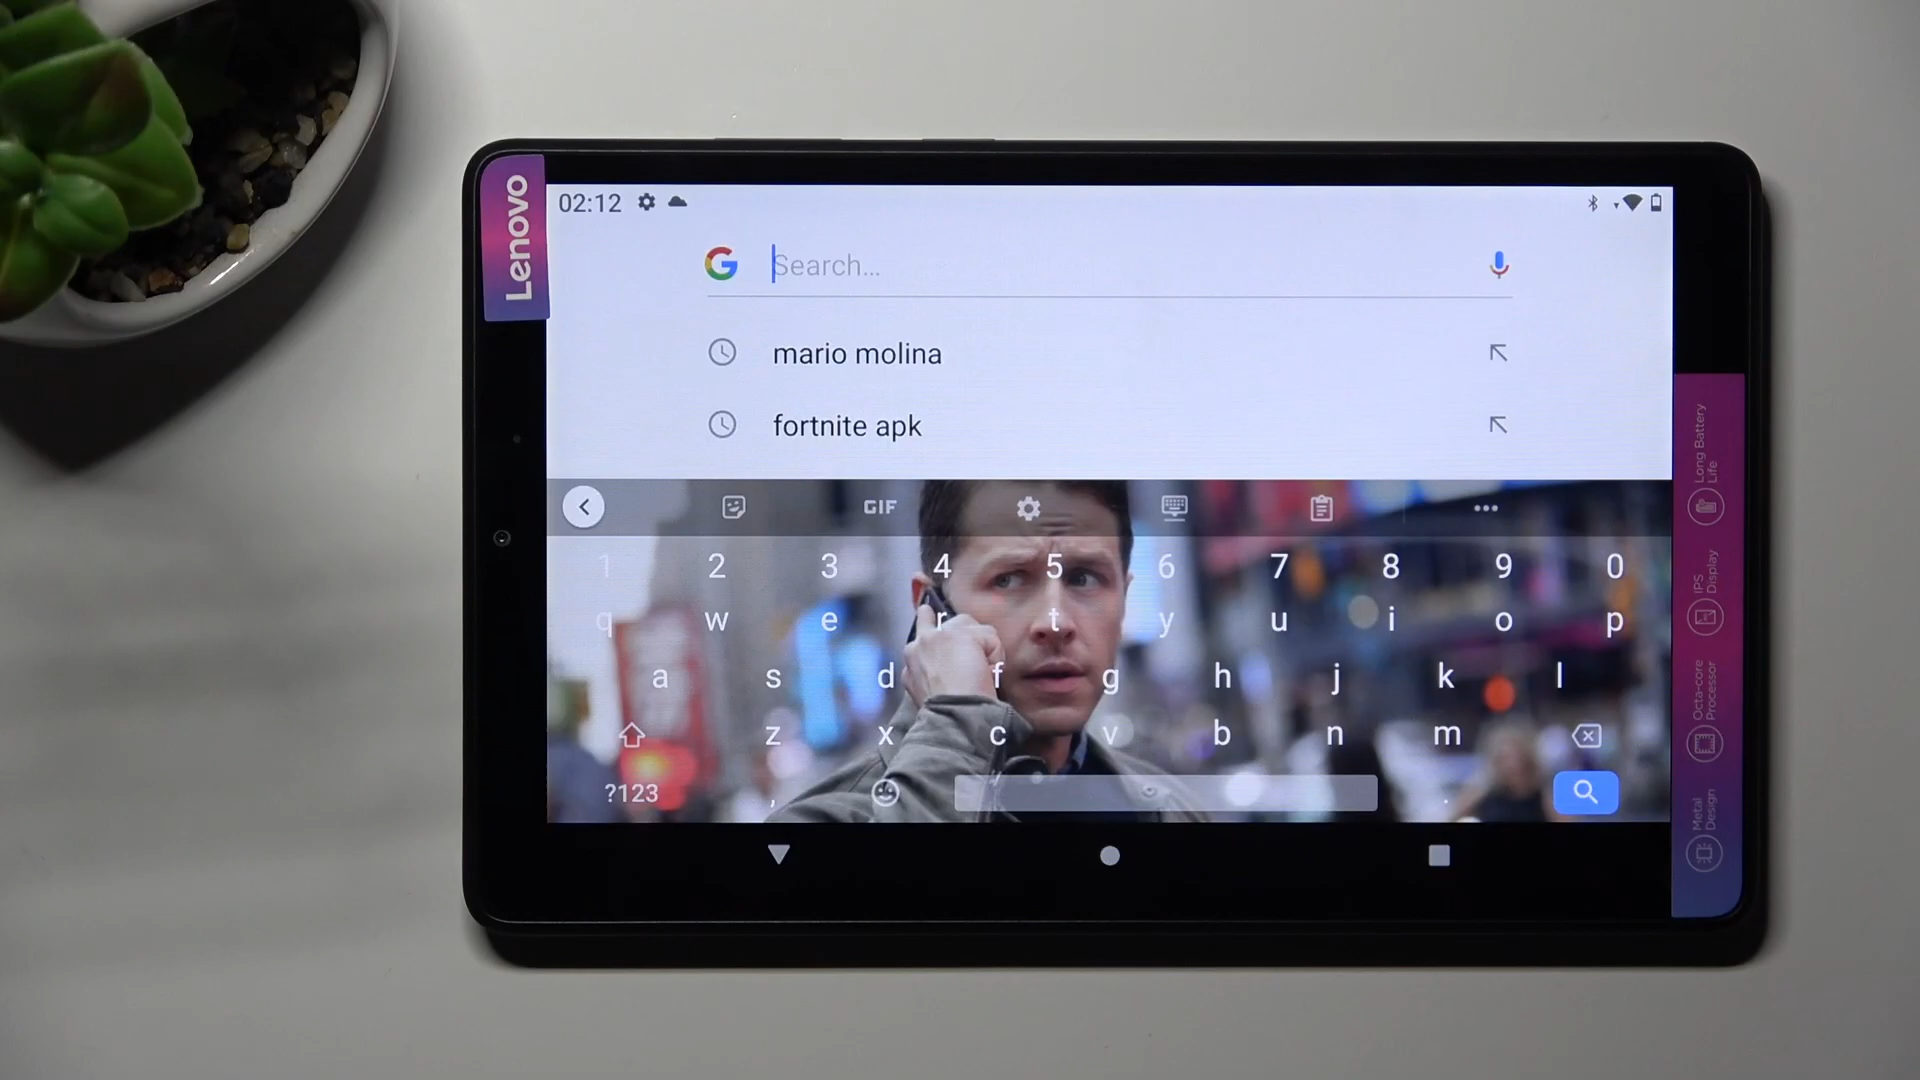 Lenovo
02:12
Search...
mario molina
fortnite apk
GIF
1 2 3 4 5 6 7 8 9 0
q w e r t y u i o p
a s d f g h j k l
z x c v b n m
?123 , .
Long Battery
Life
IPS
Display
Octa-core
Processor
Metal
Design